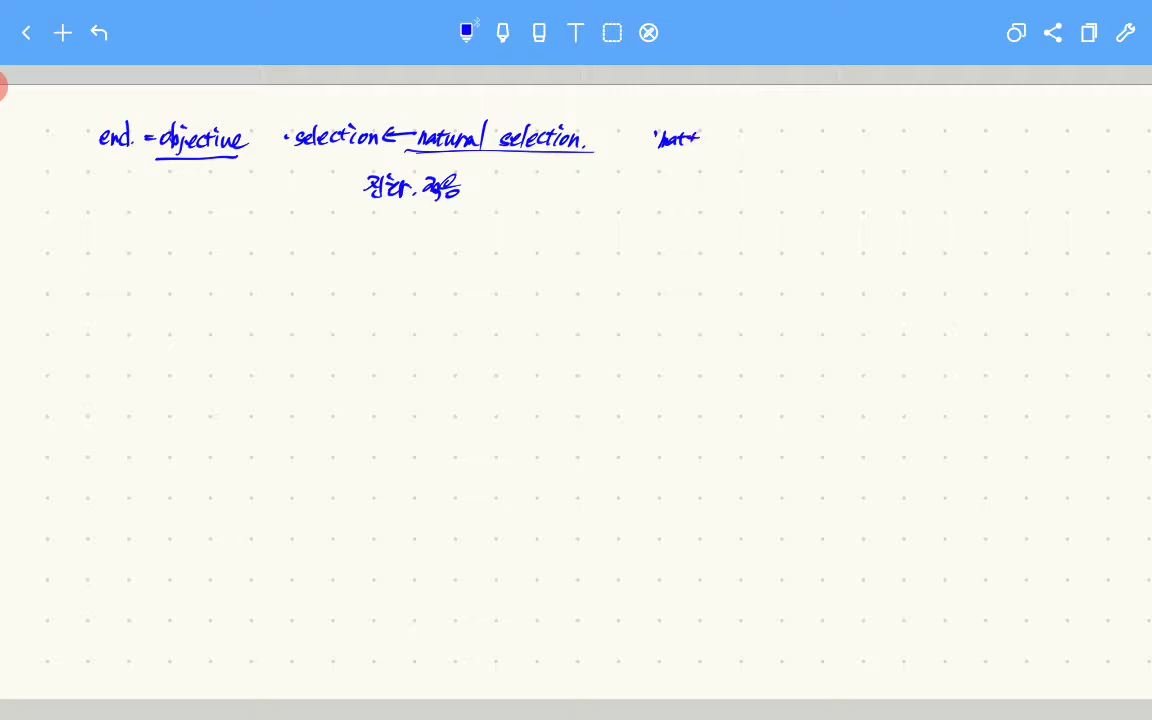 end. = objective · selection ← natural selection.
진화. 적응